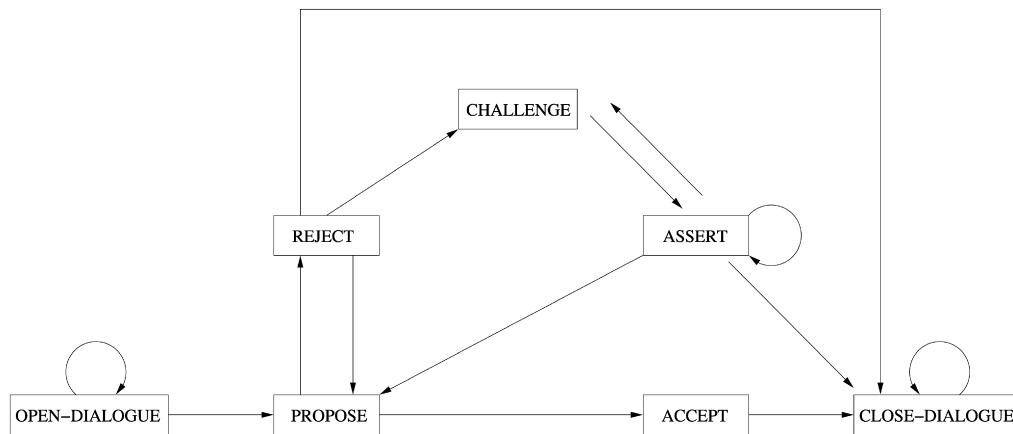 CHALLENGE
REJECT
ASSERT
OPEN−DIALOGUE
PROPOSE
ACCEPT
CLOSE−DIALOGUE